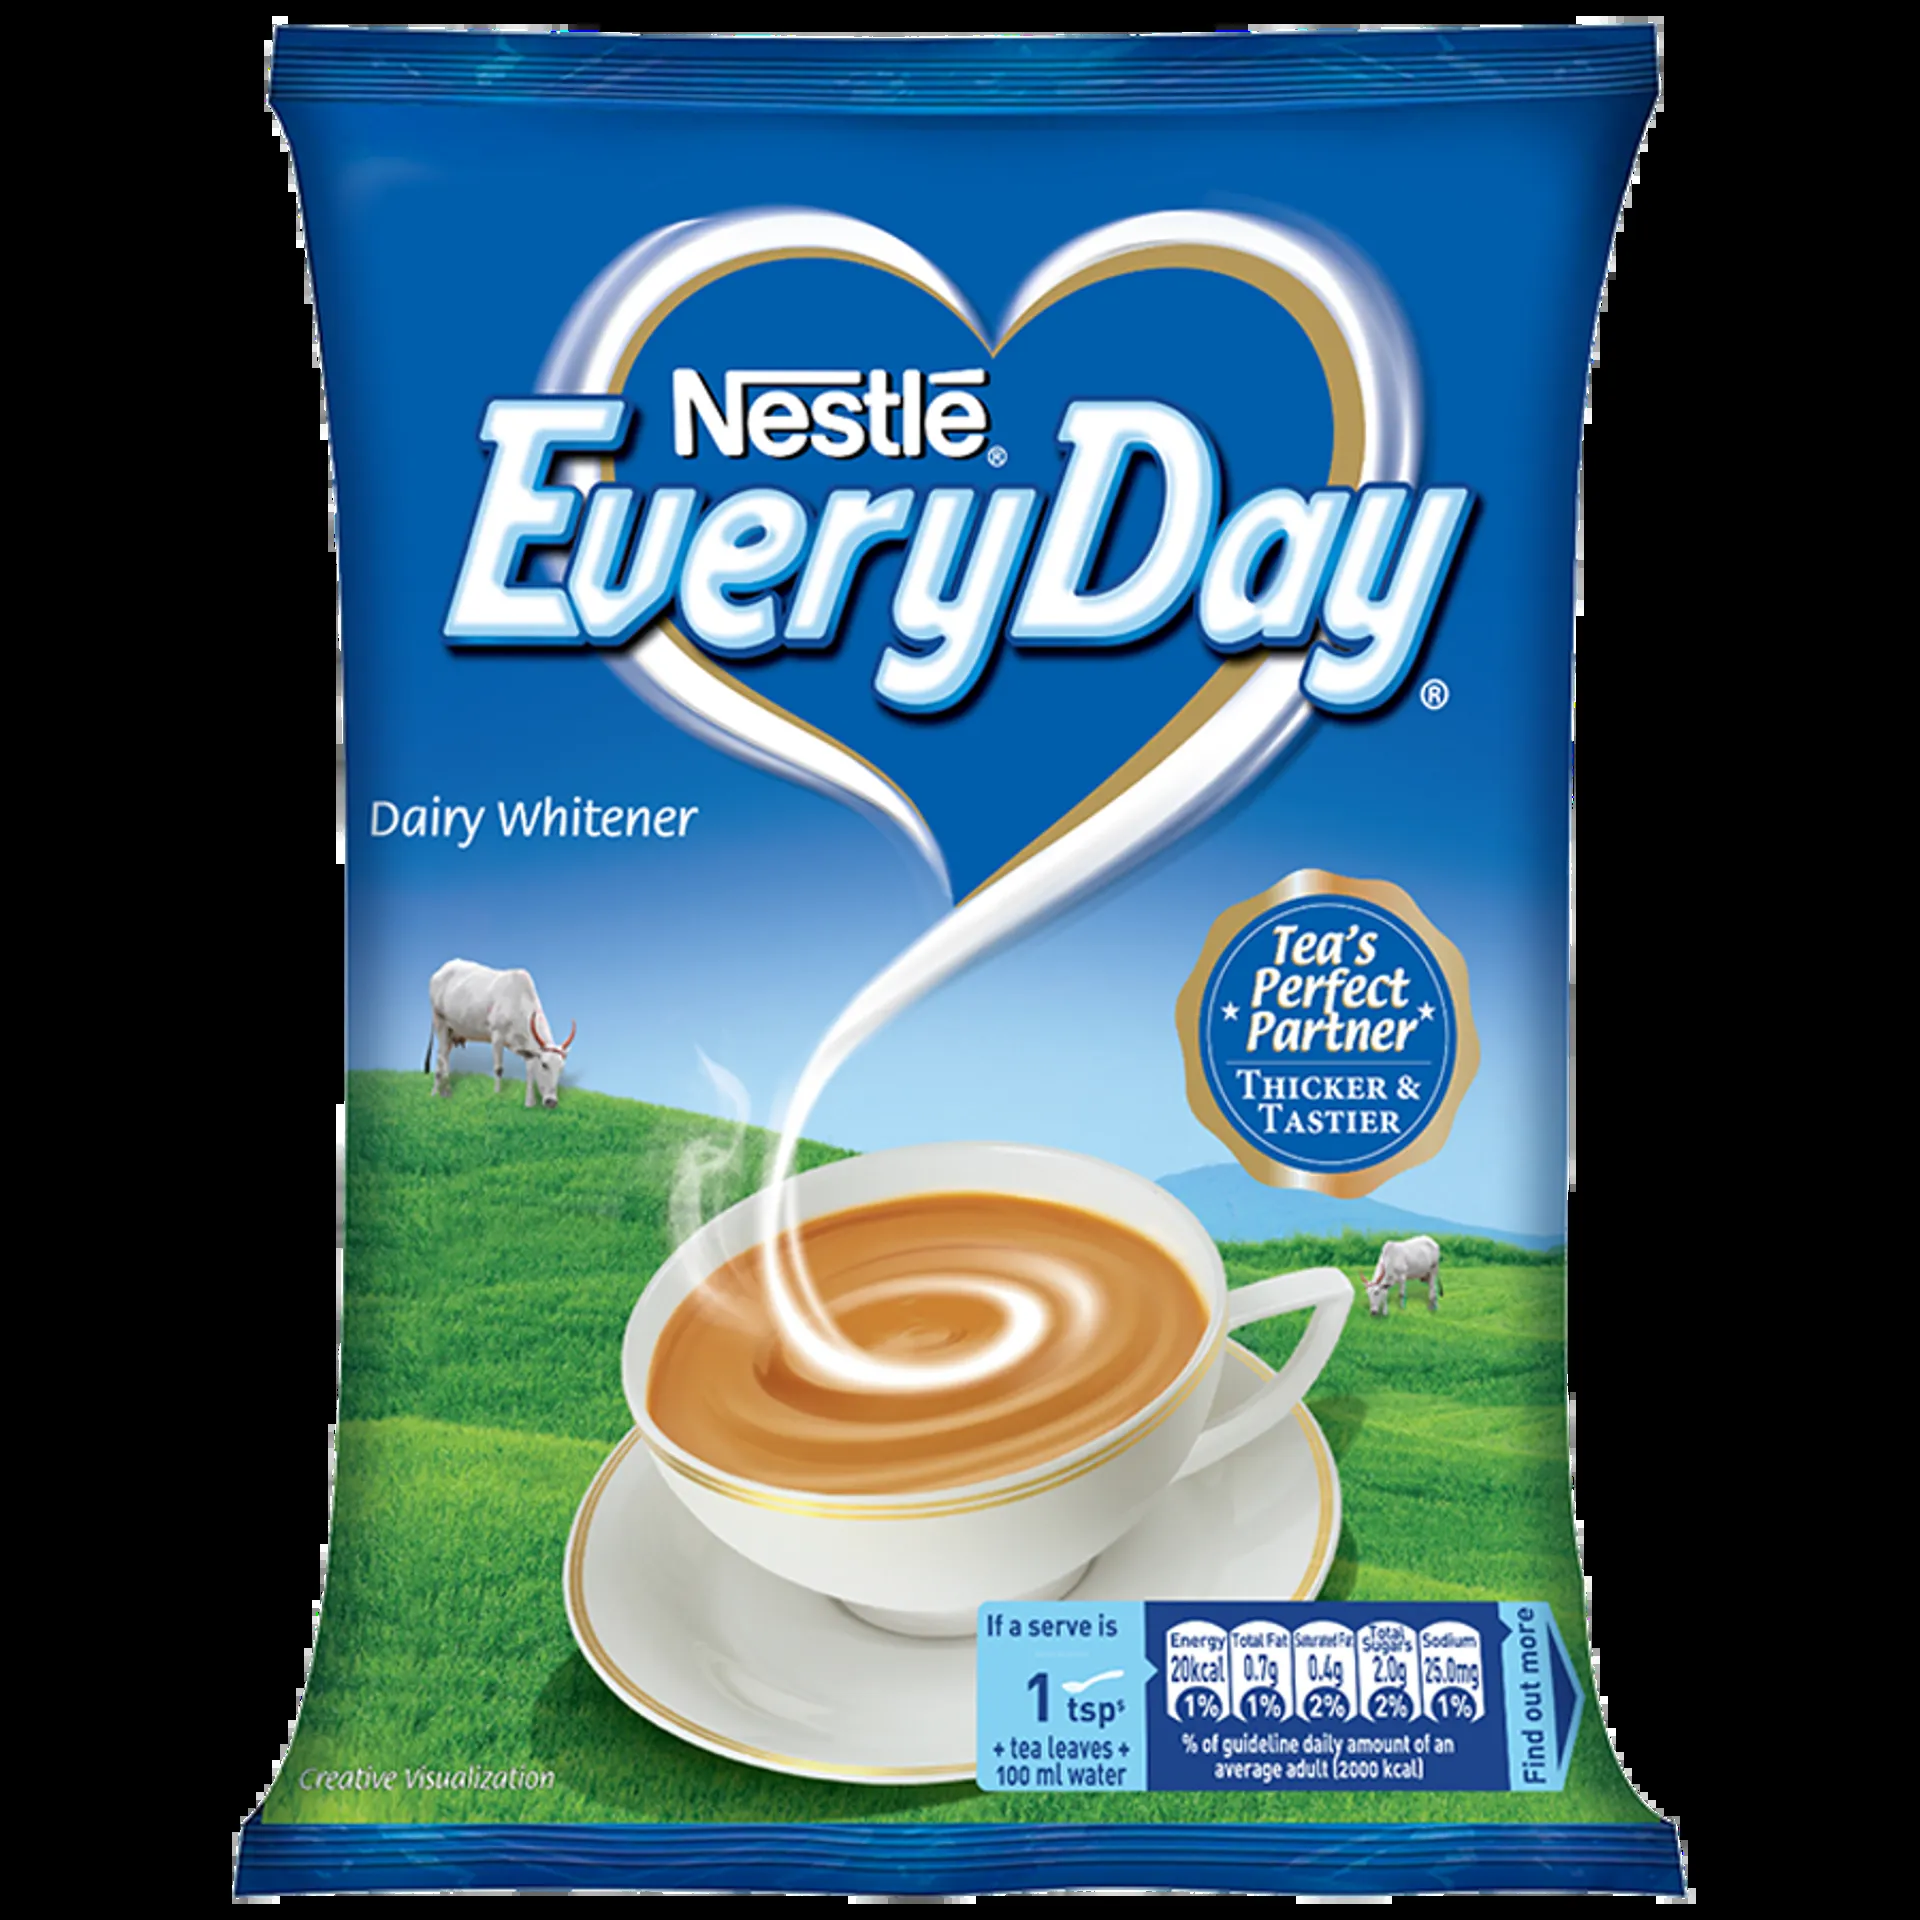 Nestlé®
EveryDay®
Dairy Whitener
Tea's
Perfect
Partner
THICKER &
TASTIER
If a serve is
1 tsp$
+ tea leaves +
100 ml water
Energy Total Fat Saturated Fat Total Sugars Sodium
20kcal 0.7g 0.4g 2.0g 25.0mg
1% 1% 2% 2% 1%
% of guideline daily amount of an
average adult (2000 kcal)
Find out more
Creative Visualization